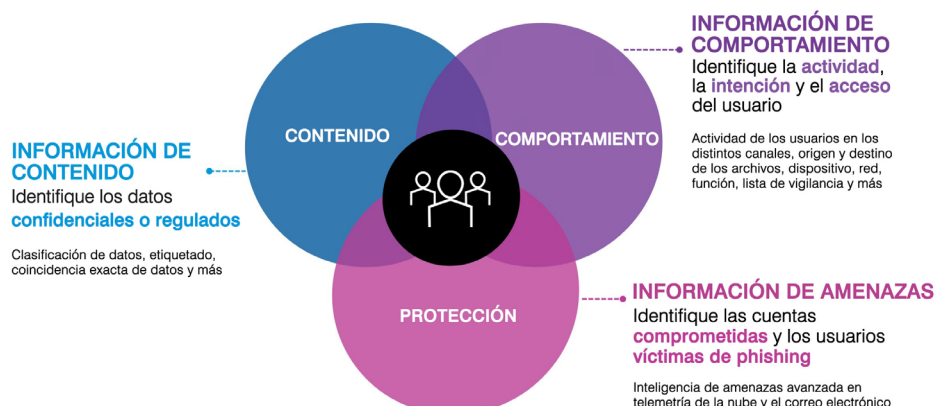 INFORMACIÓN DE
CONTENIDO
Identifique los datos
confidenciales o regulados
Clasificación de datos, etiquetado,
coincidencia exacta de datos y más
CONTENIDO
COMPORTAMIENTO
PROTECCIÓN
INFORMACIÓN DE
COMPORTAMIENTO
Identifique la actividad,
la intención y el acceso
del usuario
Actividad de los usuarios en los
distintos canales, origen y destino
de los archivos, dispositivo, red,
función, lista de vigilancia y más
INFORMACIÓN DE AMENAZAS
Identifique las cuentas
comprometidas y los usuarios
víctimas de phishing
Inteligencia de amenazas avanzada en
telemetría de la nube y el correo electrónico